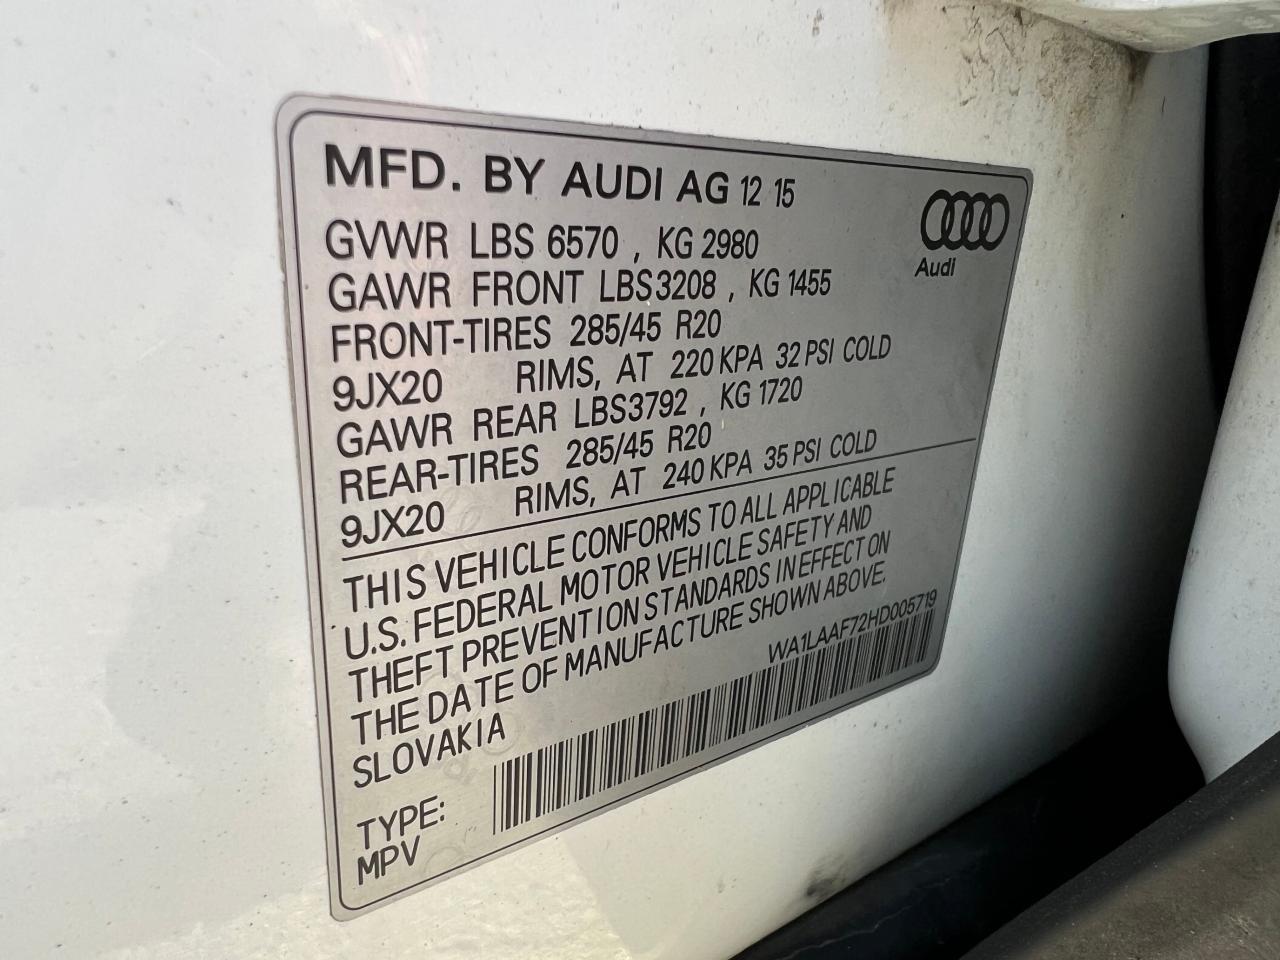 MFD. BY AUDI AG 12 15
GVWR LBS 6570 , KG 2980
GAWR FRONT LBS3208 , KG 1455
FRONT-TIRES 285/45 R20
9JX20 RIMS, AT 220 KPA 32 PSI COLD
GAWR REAR LBS3792 , KG 1720
REAR-TIRES 285/45 R20
9JX20 RIMS, AT 240 KPA 35 PSI COLD
Audi
THIS VEHICLE CONFORMS TO ALL APPLICABLE
U.S. FEDERAL MOTOR VEHICLE SAFETY AND
THEFT PREVENTION STANDARDS IN EFFECT ON
THE DATE OF MANUFACTURE SHOWN ABOVE.
SLOVAKIA
WA1LAAF72HD005719
TYPE:
MPV